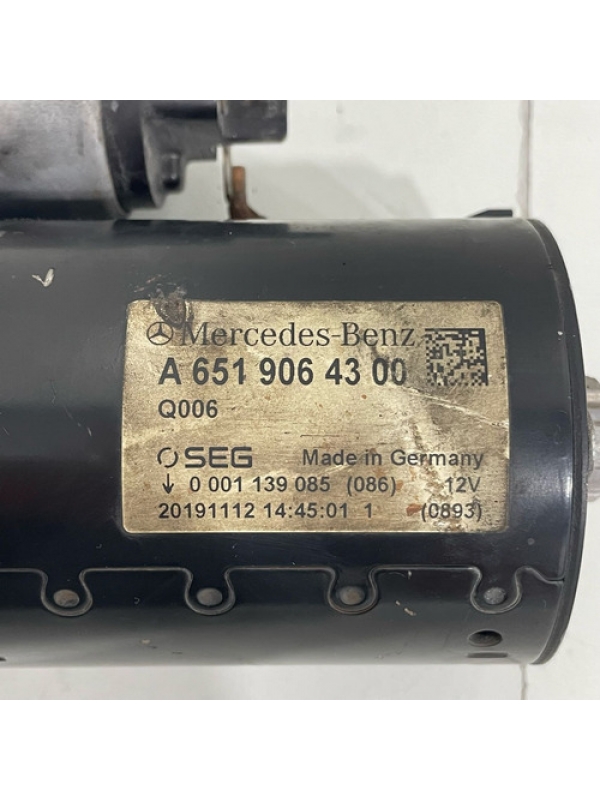 Mercedes-Benz
A 651 906 43 00
Q006
SEG Made in Germany
↓ 0 001 139 085 (086) 12V
20191112 14:45:01 1 (0893)